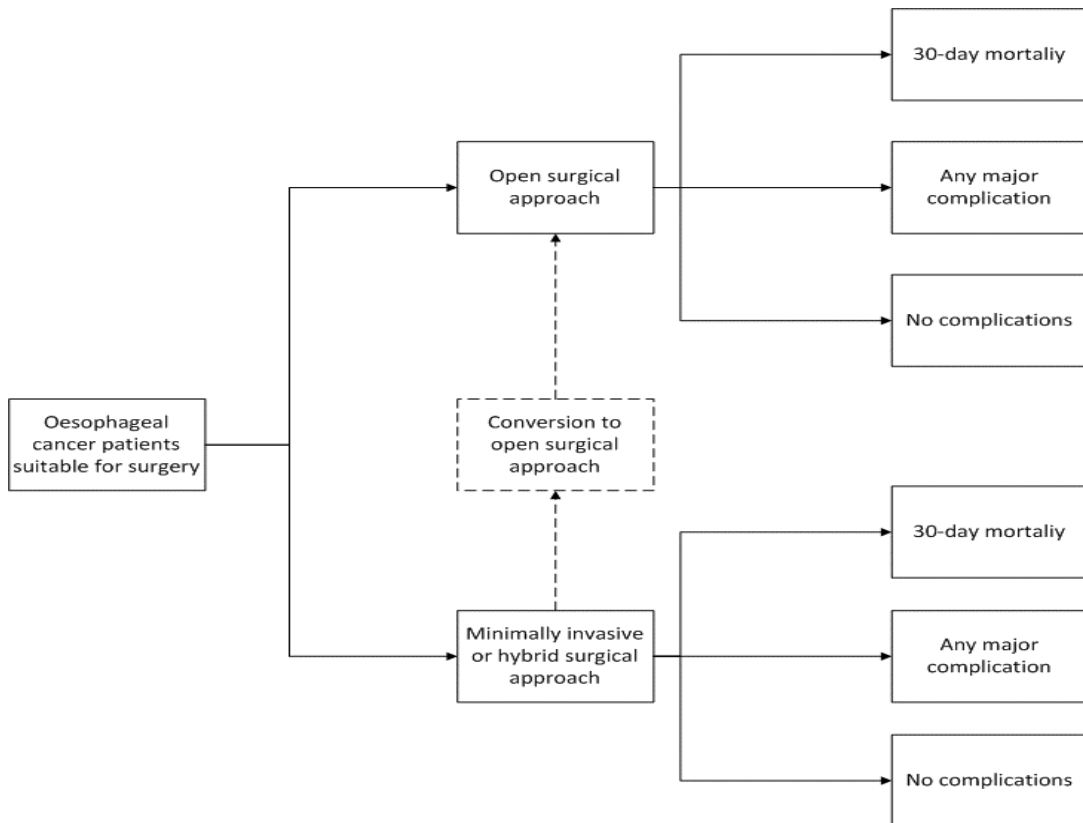 30-day mortaliy
Open surgical
approach
Any major
complication
No complications
Oesophageal
cancer patients
suitable for surgery
Conversion to
open surgical
approach
30-day mortaliy
Minimally invasive
or hybrid surgical
approach
Any major
complication
No complications